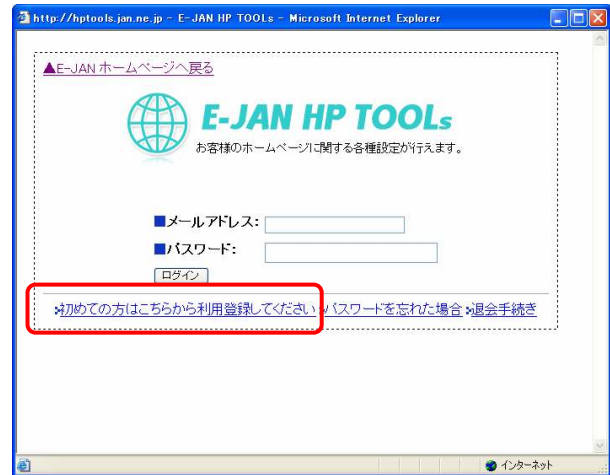 http://hptools.jan.ne.jp - E-JAN HP TOOLs - Microsoft Internet Explorer
▲E-JAN ホームページへ戻る
E-JAN HP TOOLs
お客様のホームページに関する各種設定が行えます。
■メールアドレス:
■パスワード:
ログイン
初めての方はこちらから利用登録してください パスワードを忘れた場合 退会手続き
インターネット